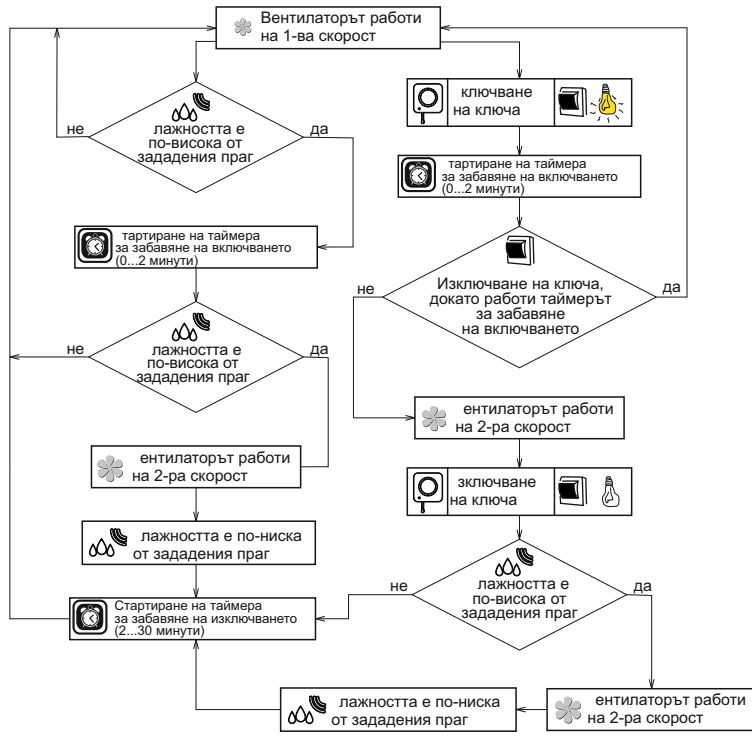 Вентилаторът работи
на 1-ва скорост
лажността е
по-висока от
зададения праг
не
да
ключване
на ключа
тартиране на таймера
за забавяне на включването
(0...2 минути)
тартиране на таймера
за забавяне на включването
(0...2 минути)
Изключване на ключа,
докато работи таймерът
за забавяне
на включването
не
да
лажността е
по-висока от
зададения праг
не
да
ентилаторът работи
на 2-ра скорост
ентилаторът работи
на 2-ра скорост
зключване
на ключа
лажността е по-ниска
от зададения праг
лажността е
по-висока от
зададения праг
не
да
Стартиране на таймера
за забавяне на изключването
(2...30 минути)
лажността е по-ниска
от зададения праг
ентилаторът работи
на 2-ра скорост